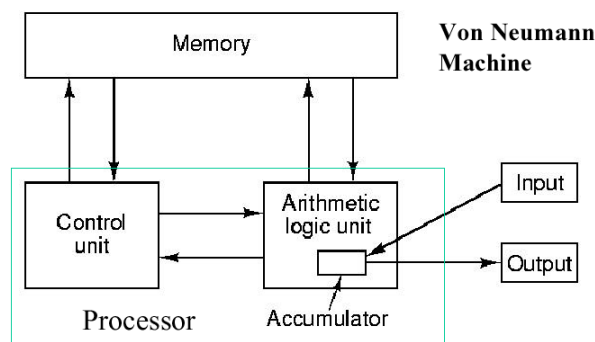 Memory
Von Neumann
Machine
Control
unit
Arithmetic
logic unit
Input
Output
Processor
Accumulator